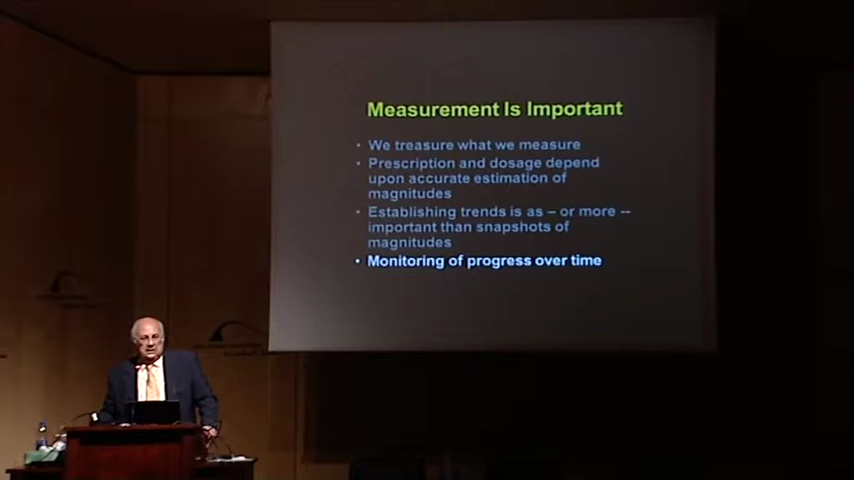 Measurement Is Important
• We treasure what we measure
• Prescription and dosage depend
upon accurate estimation of
magnitudes
• Establishing trends is as – or more --
important than snapshots of
magnitudes
• Monitoring of progress over time